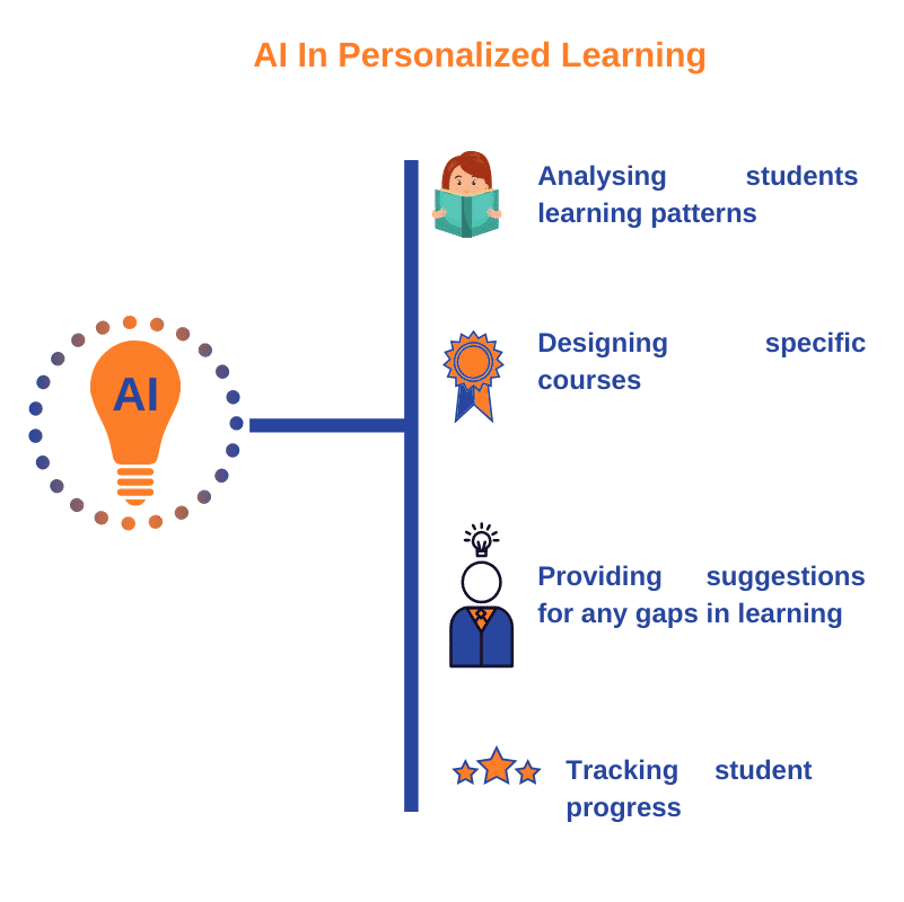 AI In Personalized Learning
AI
Analysing students
learning patterns
Designing specific
courses
Providing suggestions
for any gaps in learning
Tracking student
progress